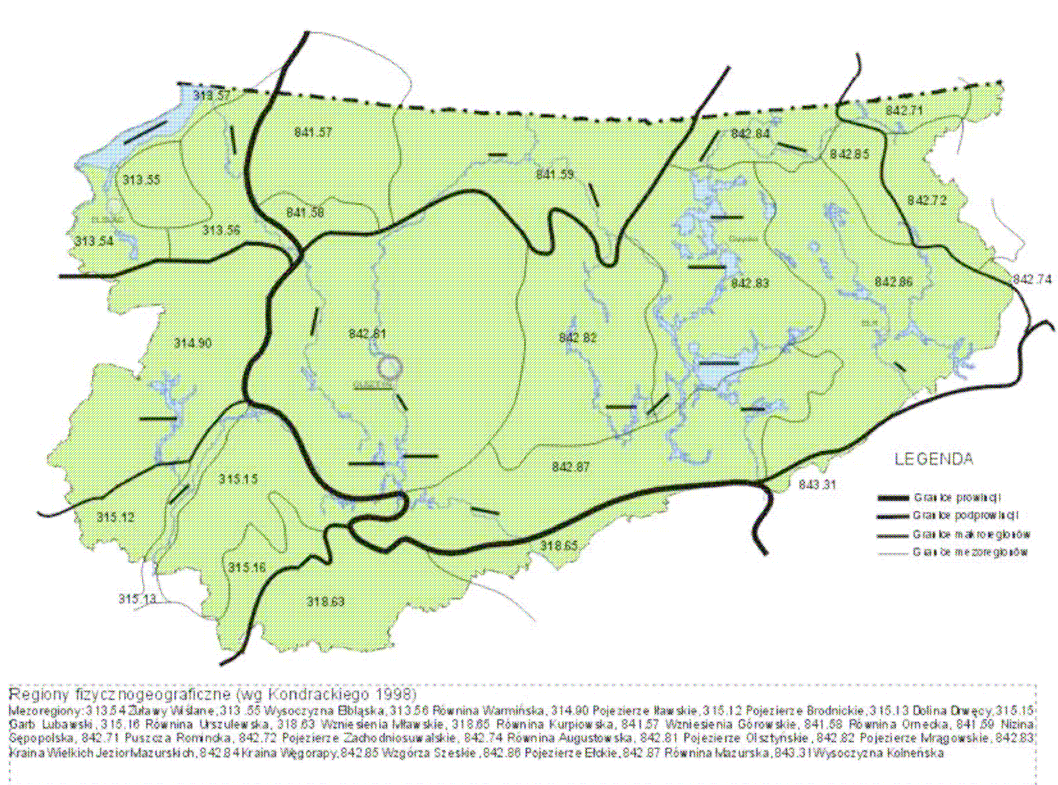 313.57
842.71
841.57
842.84
842.85
841.59
313.55
842.72
841.58
313.56
313.54
842.74
842.83
842.86
842.81
842.82
314.90
LEGENDA
842.87
315.15
843.31
Granice prowincji
315.12
Granice podprowincji
Granice makroregionów
318.65
Granice mezoregionów
315.16
315.13
318.63
Regiony fizycznogeograficzne (wg Kondrackiego 1998)
Mezoregiony: 313.54 Żuławy Wiślane, 313 .55 Wysoczyzna Elbląska, 313.56 Równina Warmińska, 314.90 Pojezierze Iławskie, 315.12 Pojezierze Brodnickie, 315.13 Dolina Drwęcy, 315.15
Garb Lubawski, 315.16 Równina Urszulewska, 318.63 Wzniesienia Mławskie, 318.65 Równina Kurpiowska, 841.57 Wzniesienia Górowskie, 841.58 Równina Ornecka, 841.59 Nizina
Sępopolska, 842.71 Puszcza Romincka, 842.72 Pojezierze Zachodniosuwalskie, 842.74 Równina Augustowska, 842.81 Pojezierze Olsztyńskie, 842.82 Pojezierze Mrągowskie, 842.83
Kraina Wielkich Jezior Mazurskich, 842.84 Kraina Węgorapy, 842.85 Wzgórza Szeskie, 842.86 Pojezierze Ełckie, 842.87 Równina Mazurska, 843.31 Wysoczyzna Kolneńska